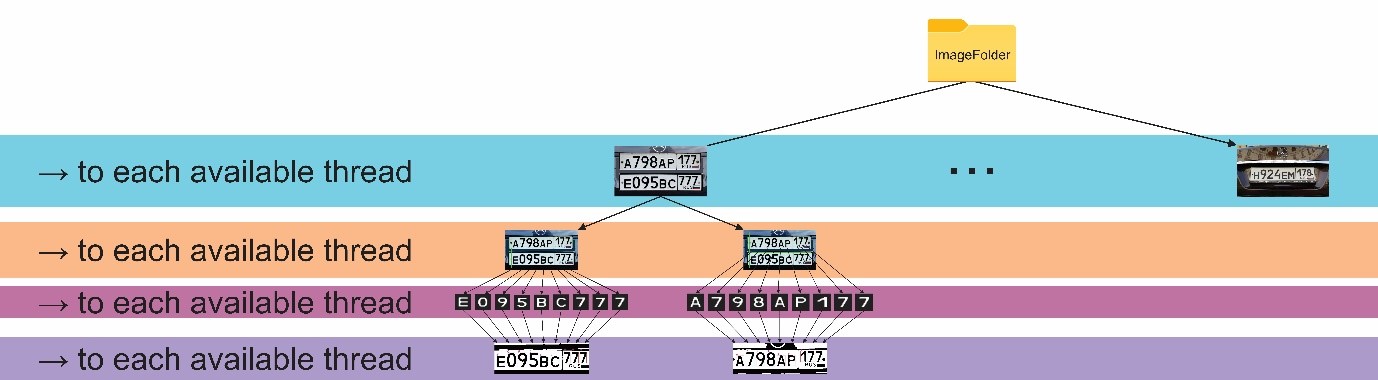 ImageFolder
→ to each available thread
A798AP 177
E095BC 777
...
H924EM 178
→ to each available thread
A798AP 177
E095BC 777
A798AP 177
E095BC 777
→ to each available thread
E 0 9 5 B C 7 7 7
A 7 9 8 A P 1 7 7
→ to each available thread
E095BC 777
A798AP 177